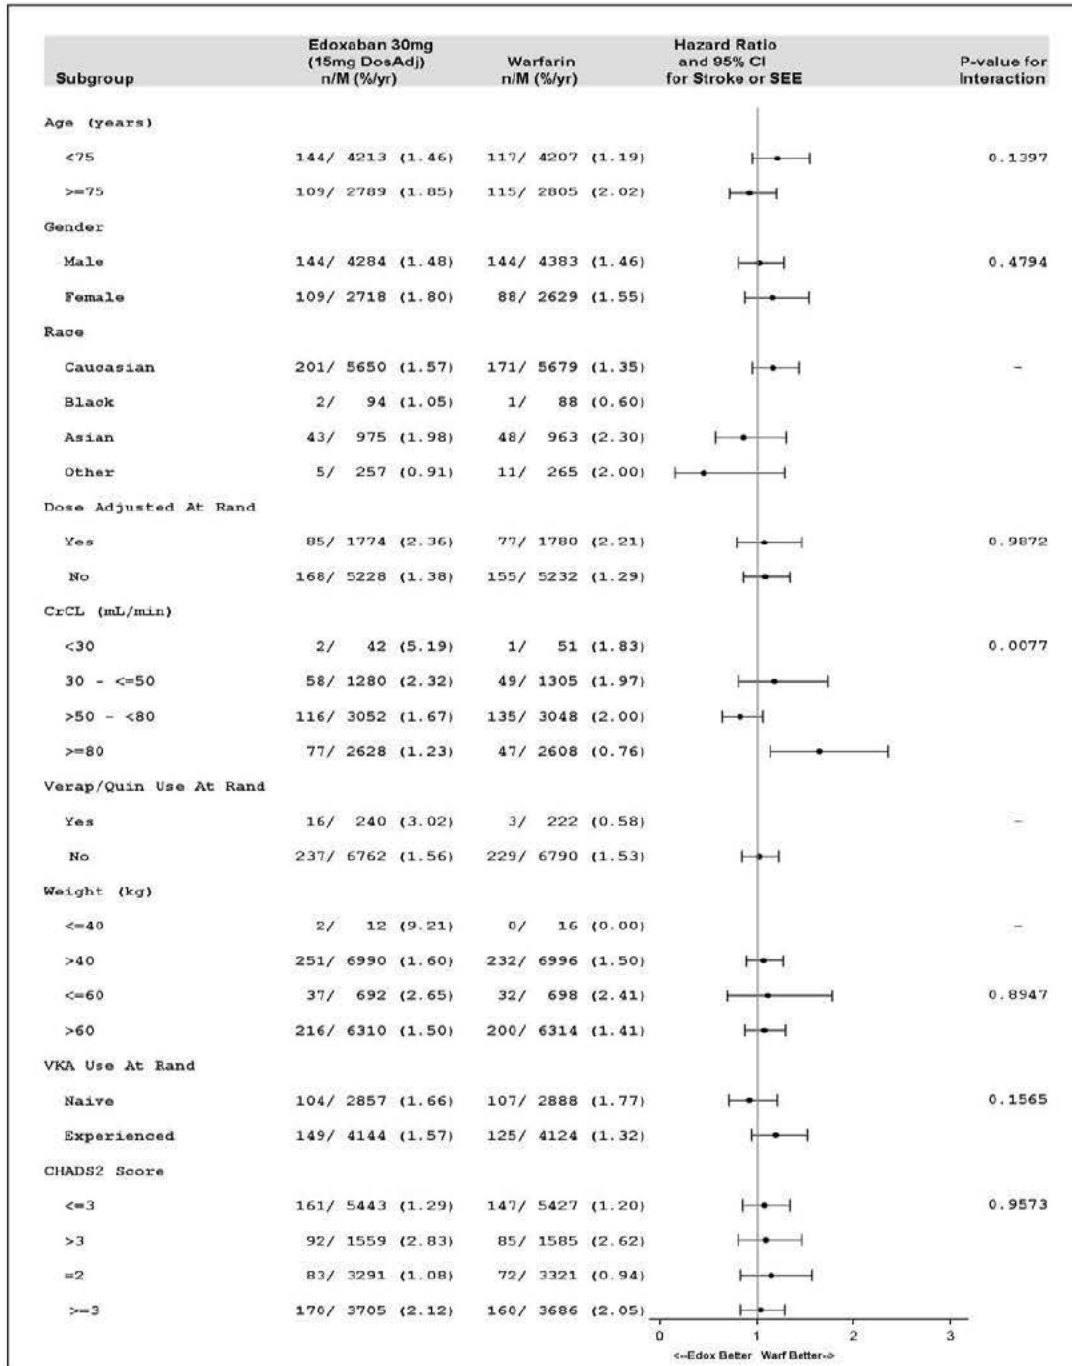 Edoxaban 30mg Hazard Ratio
(15mg DosAdj) Warfarin and 95% CI P-value for
Subgroup n/M (%/yr) n/M (%/yr) for Stroke or SEE Interaction
Age (years)
<75 144/ 4213 (1.46) 117/ 4207 (1.19) 0.1397
>=75 109/ 2789 (1.85) 115/ 2805 (2.02)
Gender
Male 144/ 4284 (1.48) 144/ 4383 (1.46) 0.4794
Female 109/ 2718 (1.80) 88/ 2629 (1.55)
Race
Caucasian 201/ 5650 (1.57) 171/ 5679 (1.35) –
Black 2/ 94 (1.05) 1/ 88 (0.60)
Asian 43/ 975 (1.98) 48/ 963 (2.30)
Other 5/ 257 (0.91) 11/ 265 (2.00)
Dose Adjusted At Rand
Yes 85/ 1774 (2.36) 77/ 1780 (2.21) 0.9872
No 168/ 5228 (1.38) 155/ 5232 (1.29)
CrCL (mL/min)
<30 2/ 42 (5.19) 1/ 51 (1.83) 0.0077
30 - <=50 58/ 1280 (2.32) 49/ 1305 (1.97)
>50 - <80 116/ 3052 (1.67) 135/ 3048 (2.00)
>=80 77/ 2628 (1.23) 47/ 2608 (0.76)
Verap/Quin Use At Rand
Yes 16/ 240 (3.02) 3/ 222 (0.58) –
No 237/ 6762 (1.56) 229/ 6790 (1.53)
Weight (kg)
<=40 2/ 12 (9.21) 0/ 16 (0.00) –
>40 251/ 6990 (1.60) 232/ 6996 (1.50)
<=60 37/ 692 (2.65) 32/ 698 (2.41) 0.8947
>60 216/ 6310 (1.50) 200/ 6314 (1.41)
VKA Use At Rand
Naive 104/ 2857 (1.66) 107/ 2888 (1.77) 0.1565
Experienced 149/ 4144 (1.57) 125/ 4124 (1.32)
CHADS2 Score
<=3 161/ 5443 (1.29) 147/ 5427 (1.20) 0.9573
>3 92/ 1559 (2.83) 85/ 1585 (2.62)
=2 83/ 3291 (1.08) 72/ 3321 (0.94)
>=3 170/ 3705 (2.12) 160/ 3686 (2.05)
0 1 2 3
<--Edox Better Warf Better-->